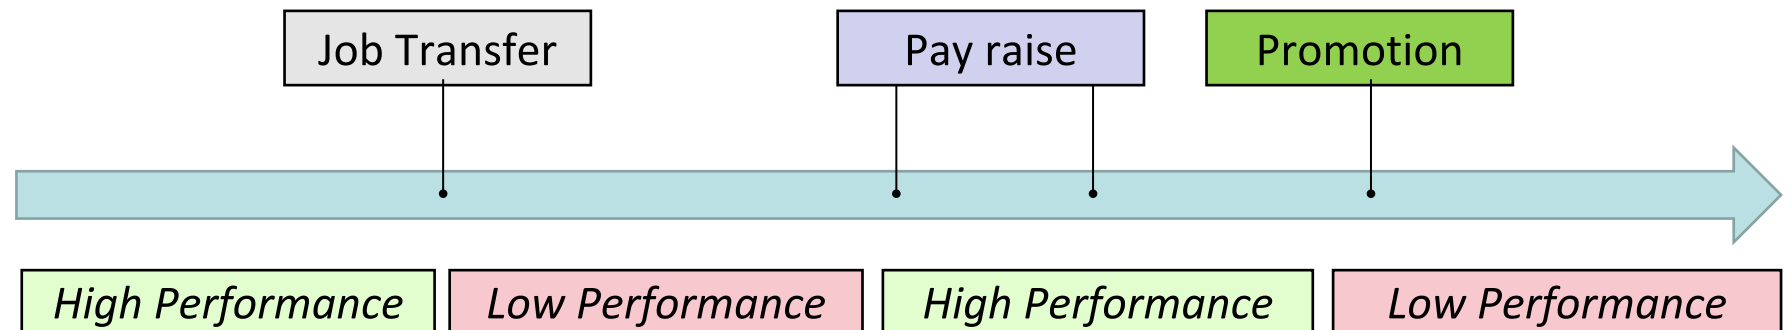 Job Transfer
Pay raise
Promotion
High Performance
Low Performance
High Performance
Low Performance